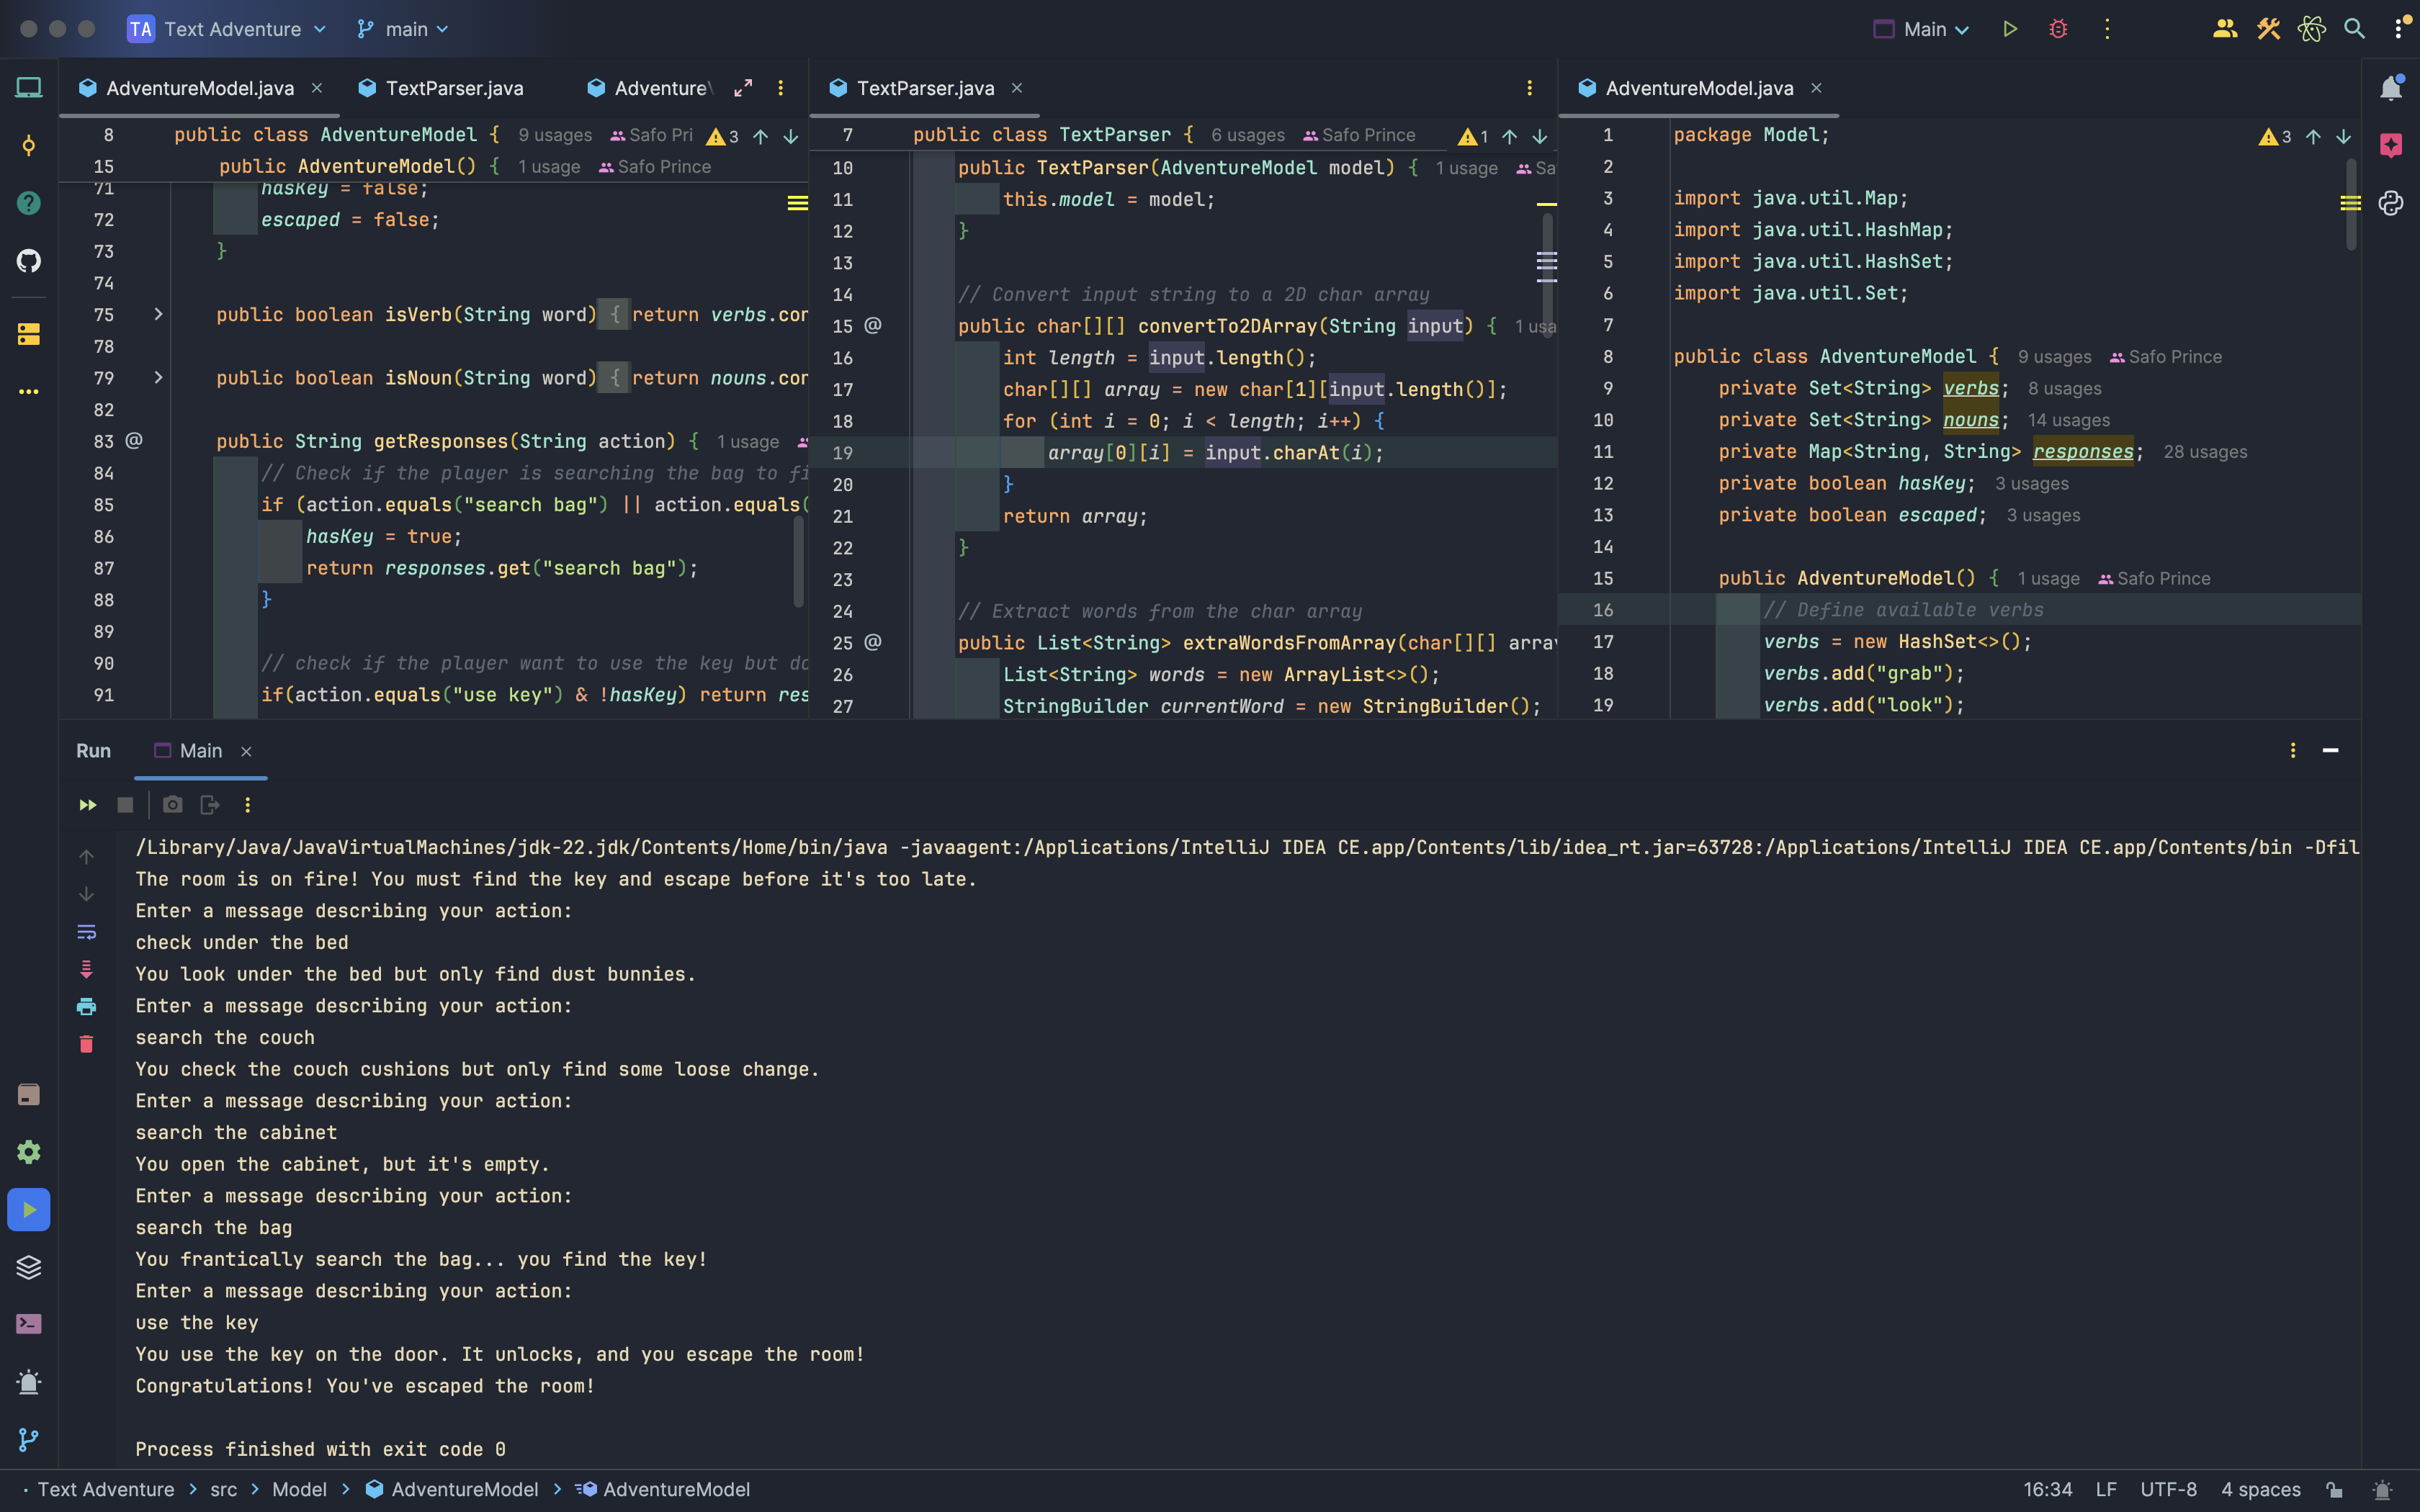 TA Text Adventure main Main
AdventureModel.java TextParser.java Adventure
8 public class AdventureModel { 9 usages Safo Pri 3
15 public AdventureModel() { 1 usage Safo Prince
71 hasKey = false;
72 escaped = false;
73 }
74
75 public boolean isVerb(String word) { return verbs.con
78
79 public boolean isNoun(String word) { return nouns.con
82
83 @ public String getResponses(String action) { 1 usage
84 // Check if the player is searching the bag to fi
85 if (action.equals("search bag") || action.equals(
86 hasKey = true;
87 return responses.get("search bag");
88 }
89
90 // check if the player want to use the key but do
91 if(action.equals("use key") & !hasKey) return res
TextParser.java
7 public class TextParser { 6 usages Safo Prince 1
10 public TextParser(AdventureModel model) { 1 usage Sa
11 this.model = model;
12 }
13
14 // Convert input string to a 2D char array
15 @ public char[][] convertTo2DArray(String input) { 1 usa
16 int length = input.length();
17 char[][] array = new char[1][input.length()];
18 for (int i = 0; i < length; i++) {
19 array[0][i] = input.charAt(i);
20 }
21 return array;
22 }
23
24 // Extract words from the char array
25 @ public List<String> extraWordsFromArray(char[][] array
26 List<String> words = new ArrayList<>();
27 StringBuilder currentWord = new StringBuilder();
AdventureModel.java
1 package Model; 3
2
3 import java.util.Map;
4 import java.util.HashMap;
5 import java.util.HashSet;
6 import java.util.Set;
7
8 public class AdventureModel { 9 usages Safo Prince
9 private Set<String> verbs; 8 usages
10 private Set<String> nouns; 14 usages
11 private Map<String, String> responses; 28 usages
12 private boolean hasKey; 3 usages
13 private boolean escaped; 3 usages
14
15 public AdventureModel() { 1 usage Safo Prince
16 // Define available verbs
17 verbs = new HashSet<>();
18 verbs.add("grab");
19 verbs.add("look");
Run Main
/Library/Java/JavaVirtualMachines/jdk-22.jdk/Contents/Home/bin/java -javaagent:/Applications/IntelliJ IDEA CE.app/Contents/lib/idea_rt.jar=63728:/Applications/IntelliJ IDEA CE.app/Contents/bin -Dfil
The room is on fire! You must find the key and escape before it's too late.
Enter a message describing your action:
check under the bed
You look under the bed but only find dust bunnies.
Enter a message describing your action:
search the couch
You check the couch cushions but only find some loose change.
Enter a message describing your action:
search the cabinet
You open the cabinet, but it's empty.
Enter a message describing your action:
search the bag
You frantically search the bag... you find the key!
Enter a message describing your action:
use the key
You use the key on the door. It unlocks, and you escape the room!
Congratulations! You've escaped the room!
Process finished with exit code 0
Text Adventure > src > Model > AdventureModel > AdventureModel 16:34 LF UTF-8 4 spaces